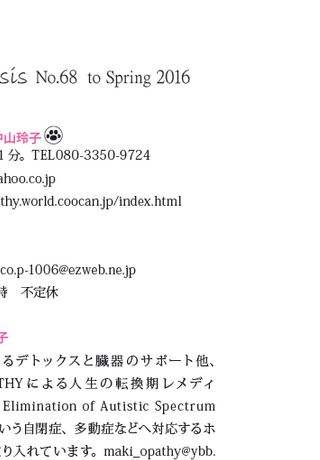 sis No.68 to Spring 2016
中山玲子
1 分。TEL080-3350-9724
ahoo.co.jp
thy.world.coocan.jp/index.html
co.p-1006@ezweb.ne.jp
時 不定休
子
るデトックスと臓器のサポート他、
THY による人生の転換期レメディ
Elimination of Autistic Spectrum
いう自閉症、多動症などへ対応するホ
り入れています。maki_opathy@ybb.